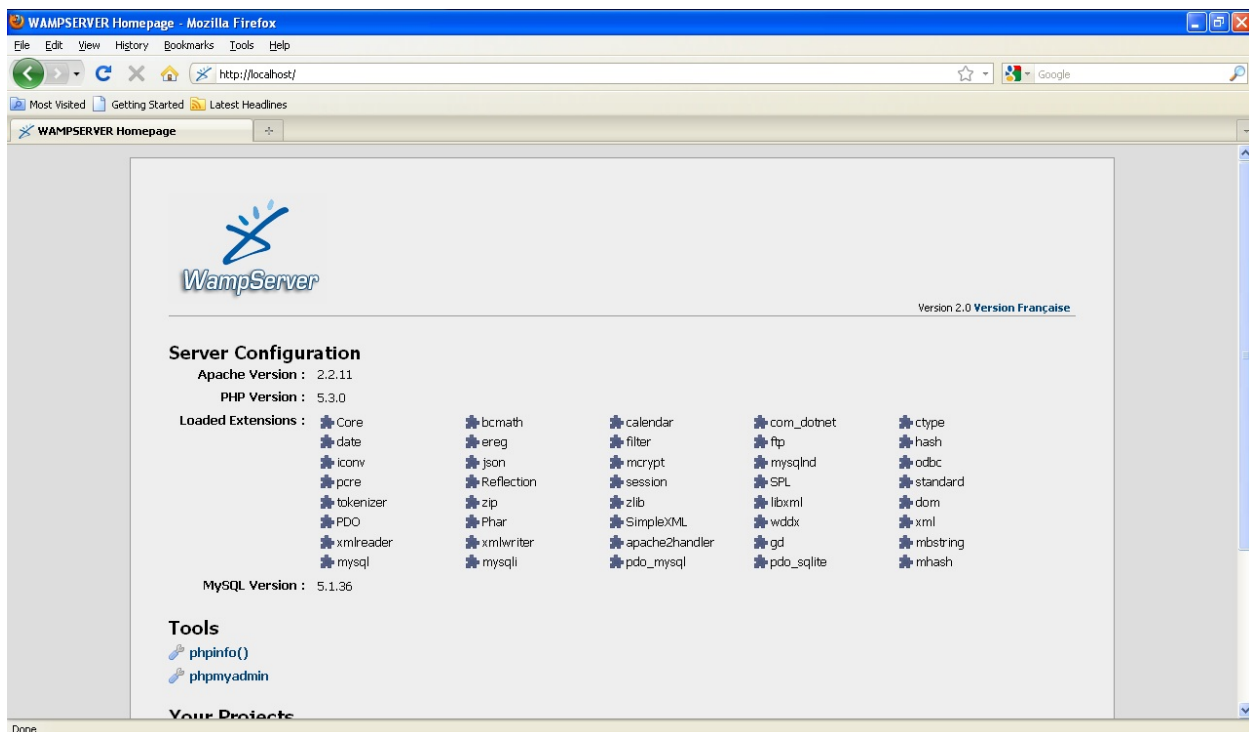 WAMPSERVER Homepage - Mozilla Firefox
File Edit View History Bookmarks Tools Help
http://localhost/
Google
Most Visited Getting Started Latest Headlines
WAMPSERVER Homepage
WampServer
Version 2.0 Version Française
Server Configuration
Apache Version : 2.2.11
PHP Version : 5.3.0
Loaded Extensions : Core bcmath calendar com_dotnet ctype
date ereg filter ftp hash
iconv json mcrypt mysqlnd odbc
pcre Reflection session SPL standard
tokenizer zip zlib libxml dom
PDO Phar SimpleXML wddx xml
xmlreader xmlwriter apache2handler gd mbstring
mysql mysqli pdo_mysql pdo_sqlite mhash
MySQL Version : 5.1.36
Tools
phpinfo()
phpmyadmin
Your Projects
Done